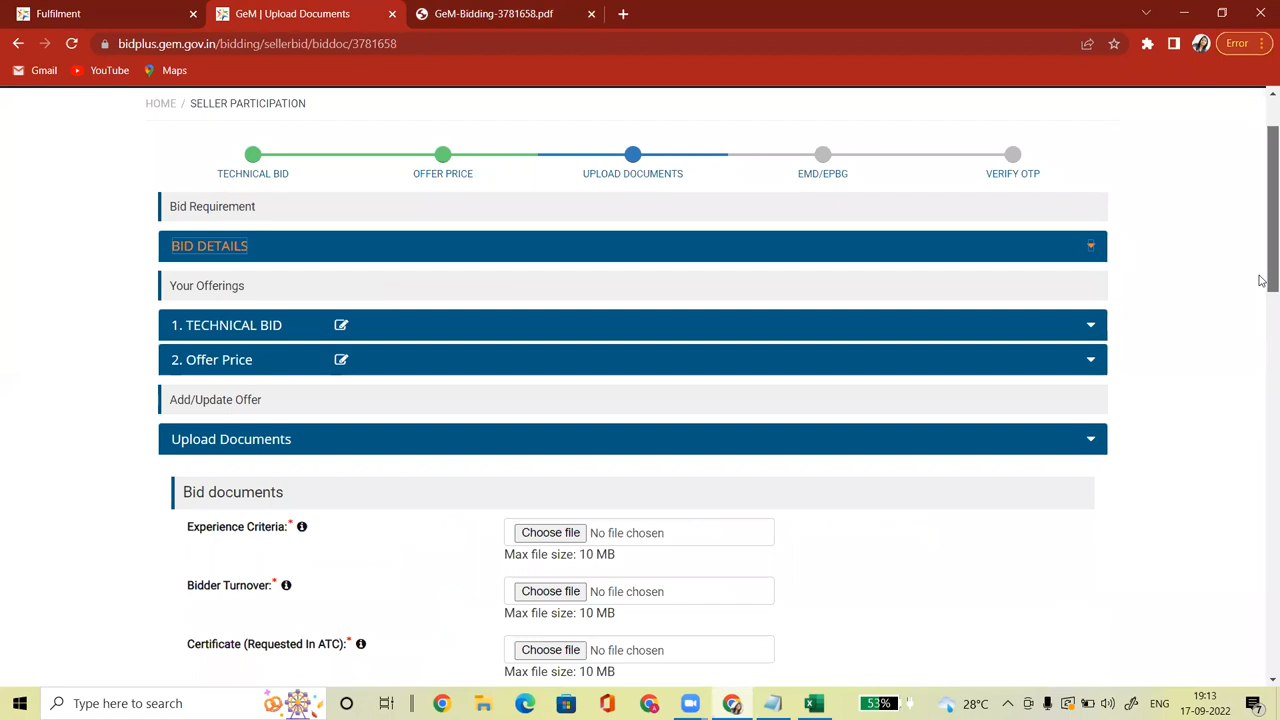 Fulfilment
GeM | Upload Documents
GeM-Bidding-3781658.pdf
bidplus.gem.gov.in/bidding/sellerbid/biddoc/3781658
Error
Gmail
YouTube
Maps
HOME / SELLER PARTICIPATION
TECHNICAL BID
OFFER PRICE
UPLOAD DOCUMENTS
EMD/EPBG
VERIFY OTP
Bid Requirement
BID DETAILS
Your Offerings
1. TECHNICAL BID
2. Offer Price
Add/Update Offer
Upload Documents
Bid documents
Experience Criteria:*
Choose file No file chosen
Max file size: 10 MB
Bidder Turnover:*
Choose file No file chosen
Max file size: 10 MB
Certificate (Requested In ATC):*
Choose file No file chosen
Max file size: 10 MB
Type here to search
53%
28°C
ENG
19:13
17-09-2022
7